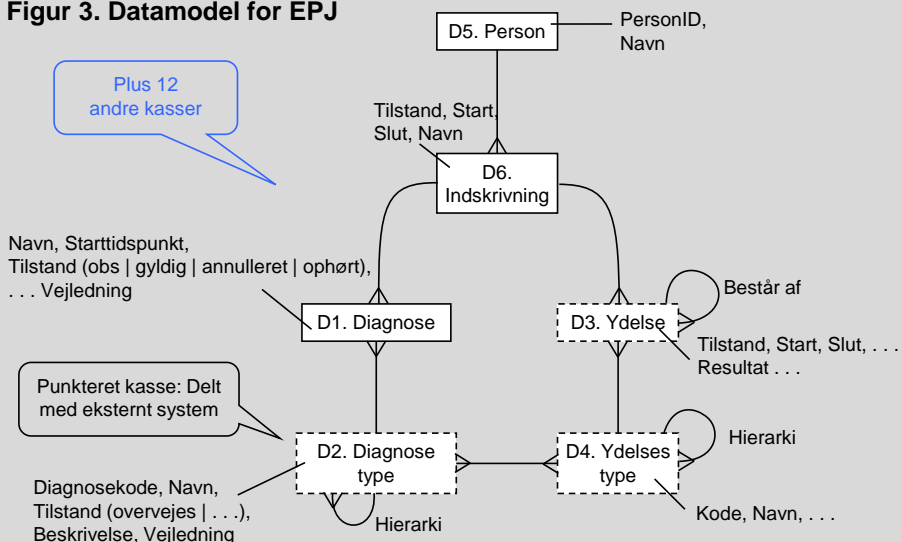 Figur 3. Datamodel for EPJ
D5. Person
PersonID,
Navn
Plus 12
andre kasser
Tilstand, Start,
Slut, Navn
D6.
Indskrivning
Navn, Starttidspunkt,
Tilstand (obs | gyldig | annulleret | ophørt),
. . . Vejledning
D1. Diagnose
D3. Ydelse
Består af
Tilstand, Start, Slut, . . .
Resultat . . .
Punkteret kasse: Delt
med eksternt system
D2. Diagnose
type
D4. Ydelses
type
Hierarki
Diagnosekode, Navn,
Tilstand (overvejes | . . .),
Beskrivelse, Vejledning
Hierarki
Kode, Navn, . . .